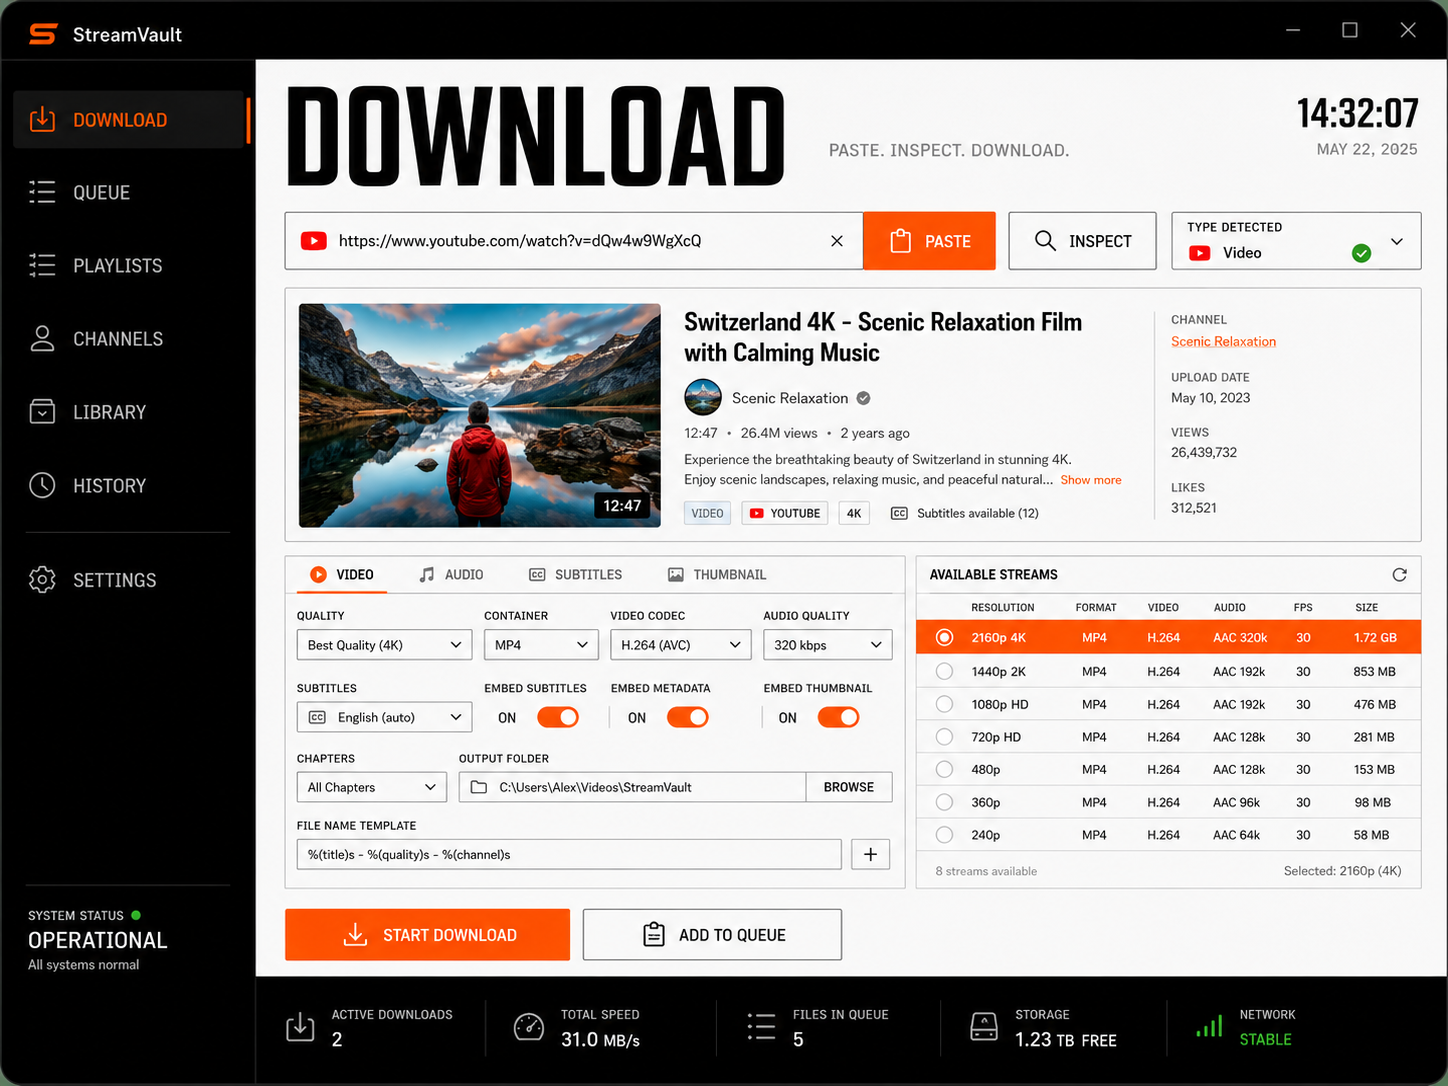 StreamVault
DOWNLOAD
QUEUE
PLAYLISTS
CHANNELS
LIBRARY
HISTORY
SETTINGS
SYSTEM STATUS
OPERATIONAL
All systems normal
DOWNLOAD
PASTE. INSPECT. DOWNLOAD.
14:32:07
MAY 22, 2025
https://www.youtube.com/watch?v=dQw4w9WgXcQ
PASTE
INSPECT
TYPE DETECTED
Video
12:47
Switzerland 4K - Scenic Relaxation Film
with Calming Music
Scenic Relaxation
12:47 • 26.4M views • 2 years ago
Experience the breathtaking beauty of Switzerland in stunning 4K.
Enjoy scenic landscapes, relaxing music, and peaceful natural... Show more
VIDEO YOUTUBE 4K CC Subtitles available (12)
CHANNEL
Scenic Relaxation
UPLOAD DATE
May 10, 2023
VIEWS
26,439,732
LIKES
312,521
VIDEO AUDIO CC SUBTITLES THUMBNAIL
QUALITY CONTAINER VIDEO CODEC AUDIO QUALITY
Best Quality (4K) MP4 H.264 (AVC) 320 kbps
SUBTITLES EMBED SUBTITLES EMBED METADATA EMBED THUMBNAIL
CC English (auto) ON ON ON
CHAPTERS OUTPUT FOLDER
All Chapters C:\Users\Alex\Videos\StreamVault BROWSE
FILE NAME TEMPLATE
%(title)s - %(quality)s - %(channel)s +
AVAILABLE STREAMS
RESOLUTION FORMAT VIDEO AUDIO FPS SIZE
2160p 4K MP4 H.264 AAC 320k 30 1.72 GB
1440p 2K MP4 H.264 AAC 192k 30 853 MB
1080p HD MP4 H.264 AAC 192k 30 476 MB
720p HD MP4 H.264 AAC 128k 30 281 MB
480p MP4 H.264 AAC 128k 30 153 MB
360p MP4 H.264 AAC 96k 30 98 MB
240p MP4 H.264 AAC 64k 30 58 MB
8 streams available Selected: 2160p (4K)
START DOWNLOAD
ADD TO QUEUE
ACTIVE DOWNLOADS
2
TOTAL SPEED
31.0 MB/s
FILES IN QUEUE
5
STORAGE
1.23 TB FREE
NETWORK
STABLE